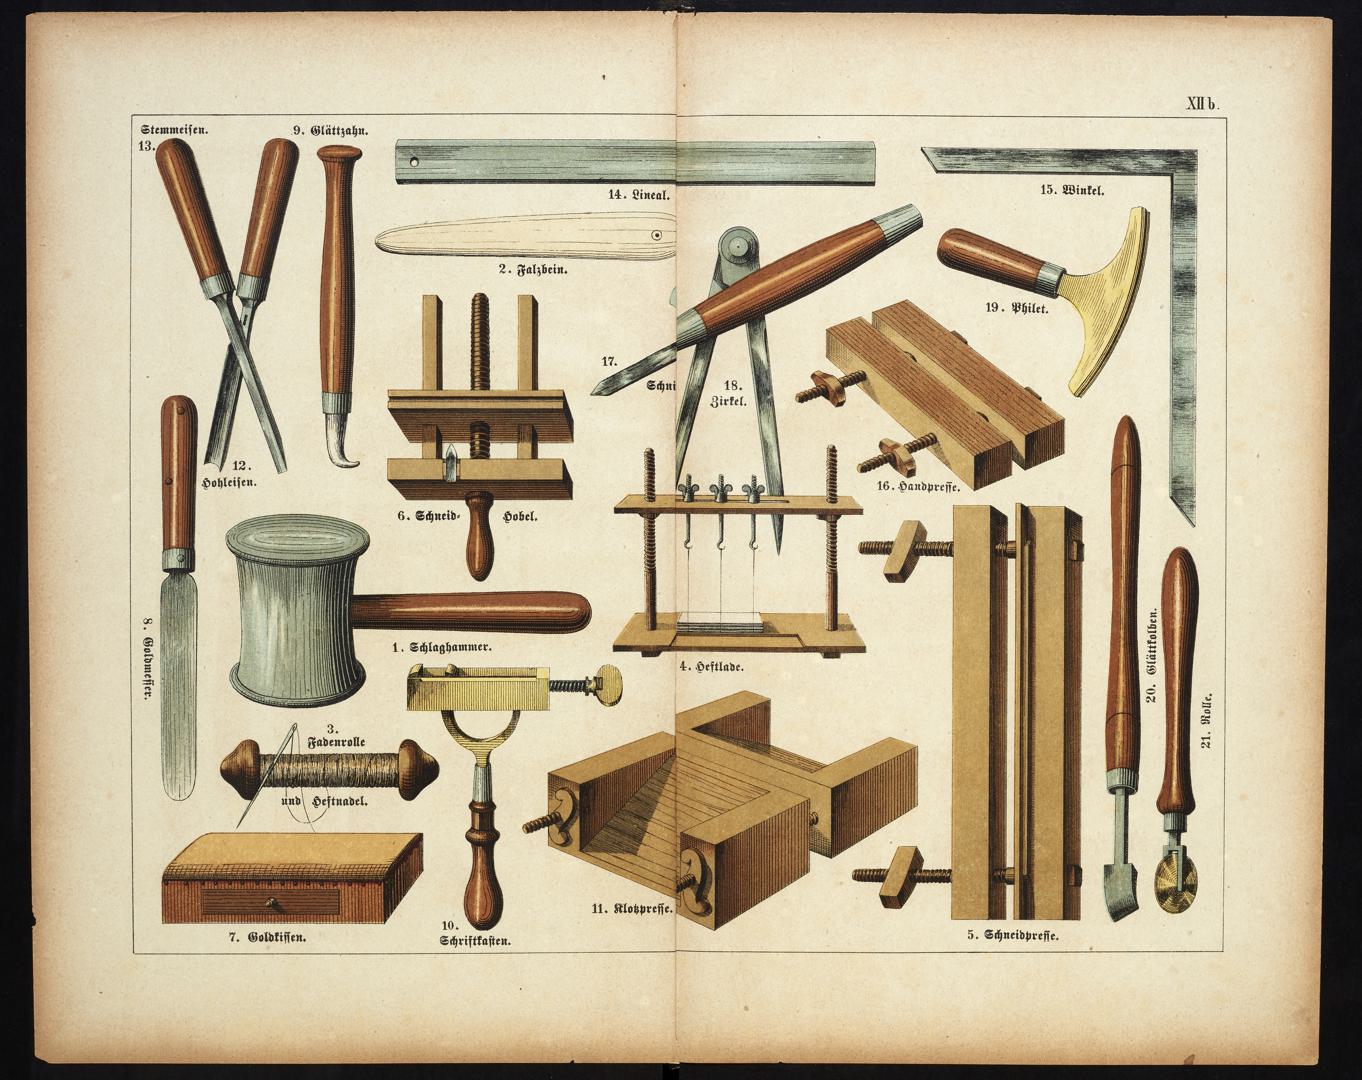 XII b.
Stemmeisen.
13.
9. Glättzahn.
14. Lineal.
15. Winkel.
2. Falzbein.
19. Philet.
17.
Schni
18.
Zirkel.
12.
Hohleisen.
16. Handpresse.
6. Schneid-
Hobel.
8. Goldmesser.
1. Schlaghammer.
4. Heftlade.
20. Glättkolben.
21. Rolle.
3.
Fadenrolle
und Heftnadel.
7. Goldkissen.
10.
Schriftkasten.
11. Klotzpresse.
5. Schneidpresse.